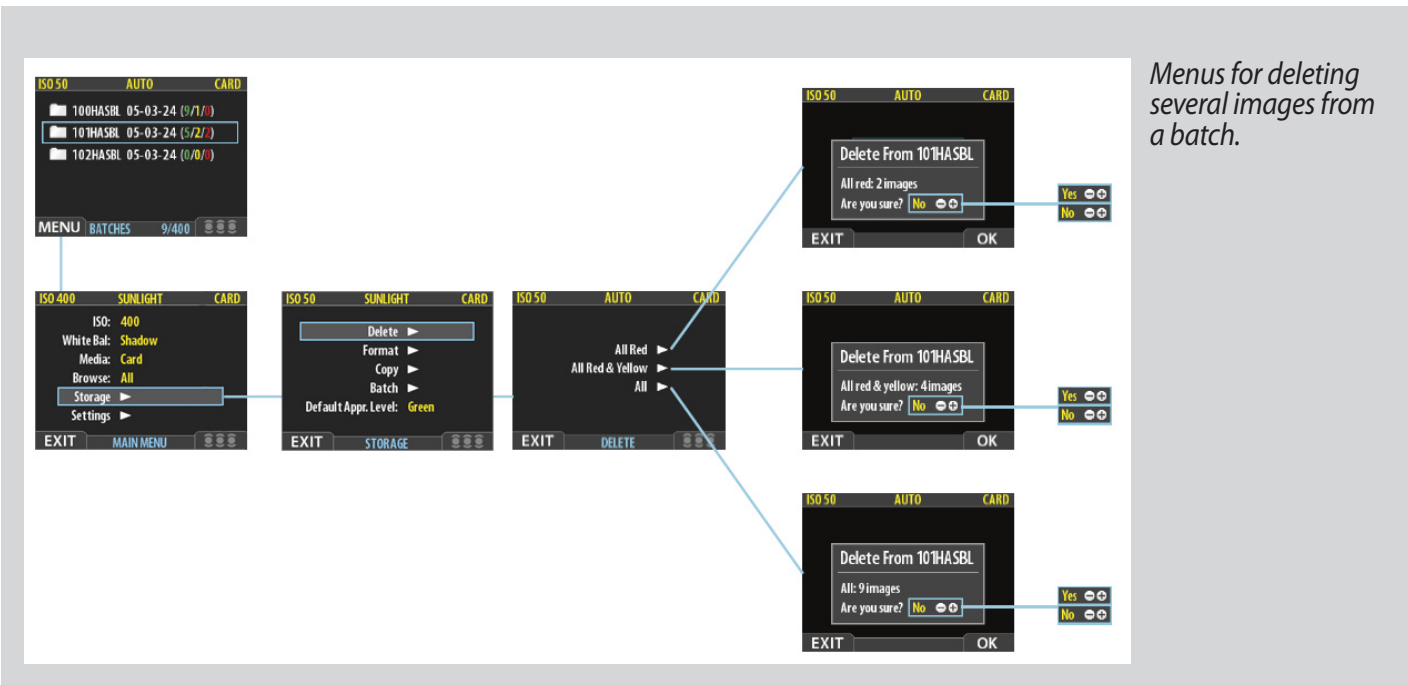 Menus for deleting
several images from
a batch.
ISO 50 AUTO CARD
100HASBL 05-03-24 (9/1/0)
101HASBL 05-03-24 (5/2/2)
102HASBL 05-03-24 (0/0/0)
MENU BATCHES 9/400
ISO 400 SUNLIGHT CARD
ISO: 400
White Bal: Shadow
Media: Card
Browse: All
Storage
Settings
EXIT MAIN MENU
ISO 50 SUNLIGHT CARD
Delete
Format
Copy
Batch
Default Appr. Level: Green
EXIT STORAGE
ISO 50 AUTO CARD
All Red
All Red & Yellow
All
EXIT DELETE
ISO 50 AUTO CARD
Delete From 101HASBL
All red: 2 images
Are you sure? No
EXIT OK
Yes
No
ISO 50 AUTO CARD
Delete From 101HASBL
All red & yellow: 4 images
Are you sure? No
EXIT OK
Yes
No
ISO 50 AUTO CARD
Delete From 101HASBL
All: 9 images
Are you sure? No
EXIT OK
Yes
No